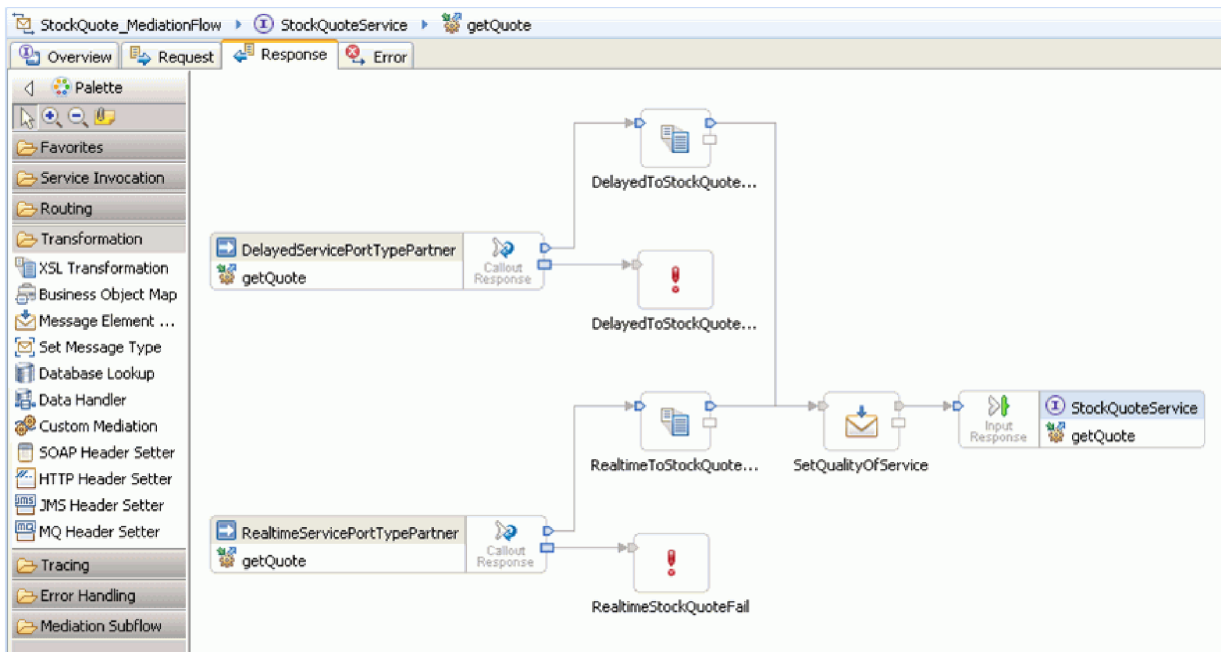 StockQuote_MediationFlow StockQuoteService getQuote
Overview Request Response Error
Palette
Favorites
Service Invocation
Routing
Transformation
XSL Transformation
Business Object Map
Message Element ...
Set Message Type
Database Lookup
Data Handler
Custom Mediation
SOAP Header Setter
HTTP Header Setter
JMS Header Setter
MQ Header Setter
Tracing
Error Handling
Mediation Subflow
DelayedToStockQuote...
DelayedServicePortTypePartner
getQuote
Callout
Response
DelayedToStockQuote...
RealtimeToStockQuote...
SetQualityOfService
Input
Response
StockQuoteService
getQuote
RealtimeServicePortTypePartner
getQuote
Callout
Response
RealtimeStockQuoteFail